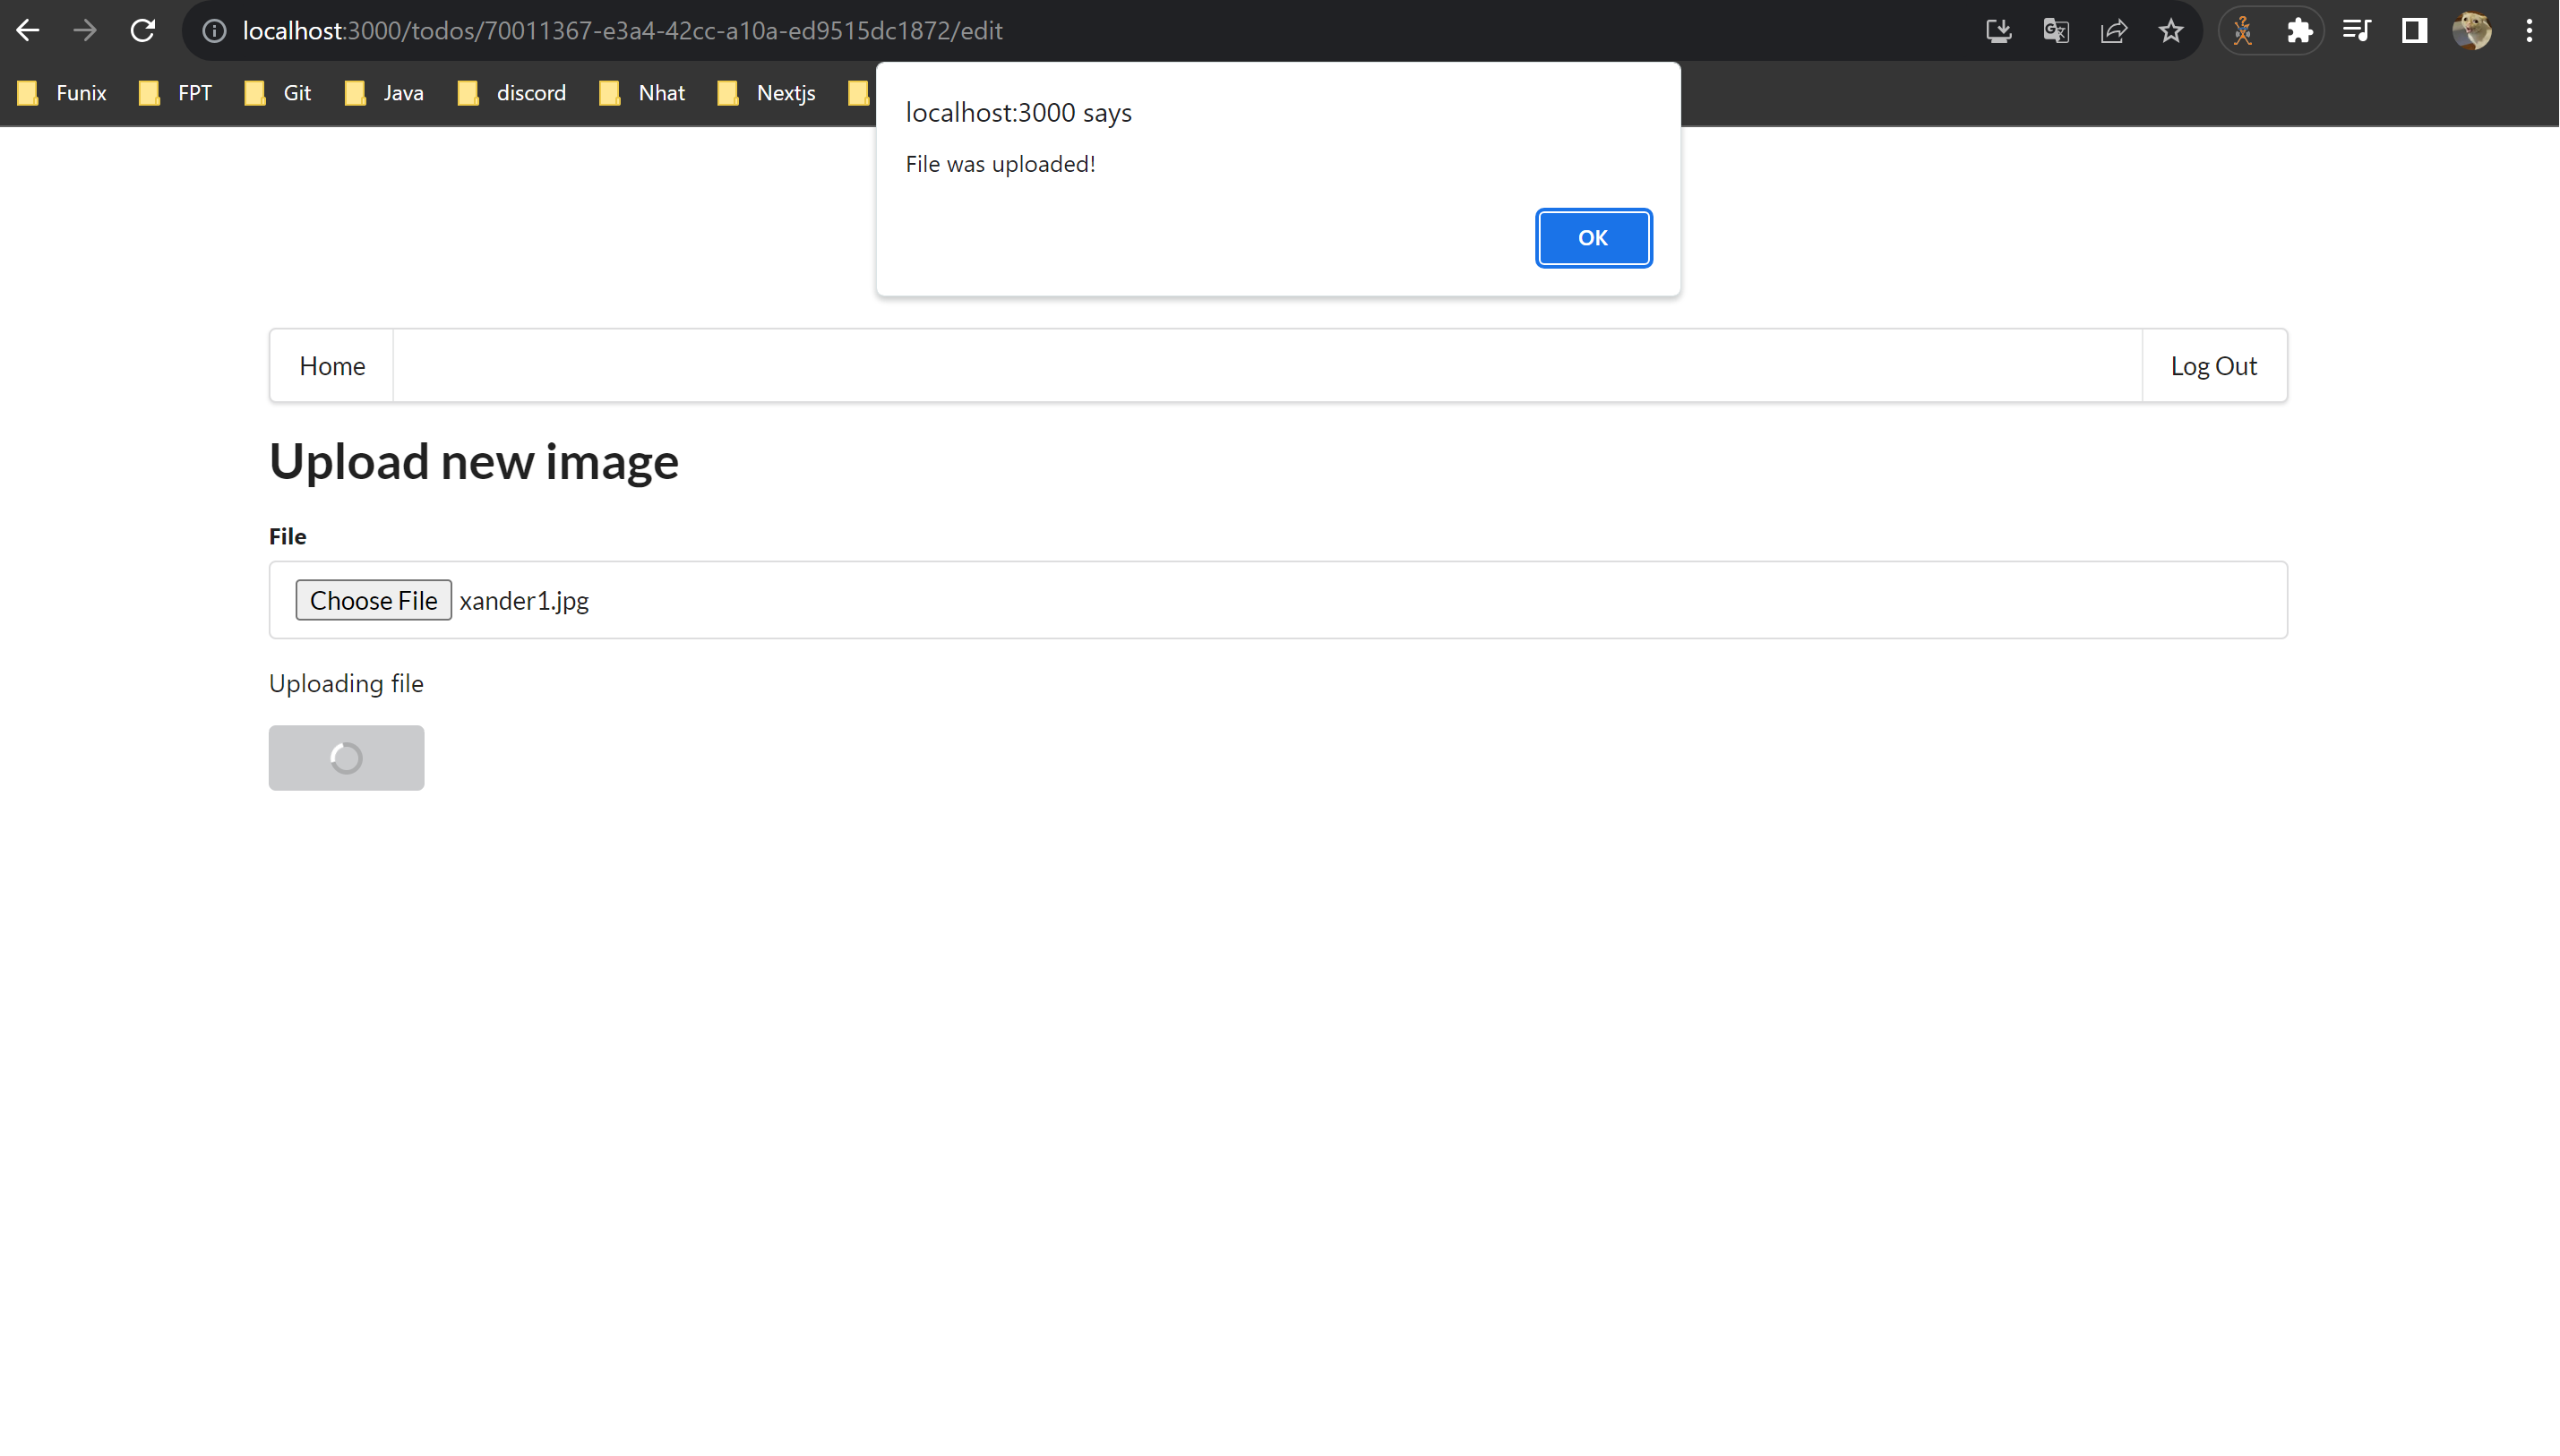 localhost:3000/todos/70011367-e3a4-42cc-a10a-ed9515dc1872/edit
Funix FPT Git Java discord Nhat Nextjs
localhost:3000 says
File was uploaded!
OK
Home Log Out
Upload new image
File
Choose File xander1.jpg
Uploading file